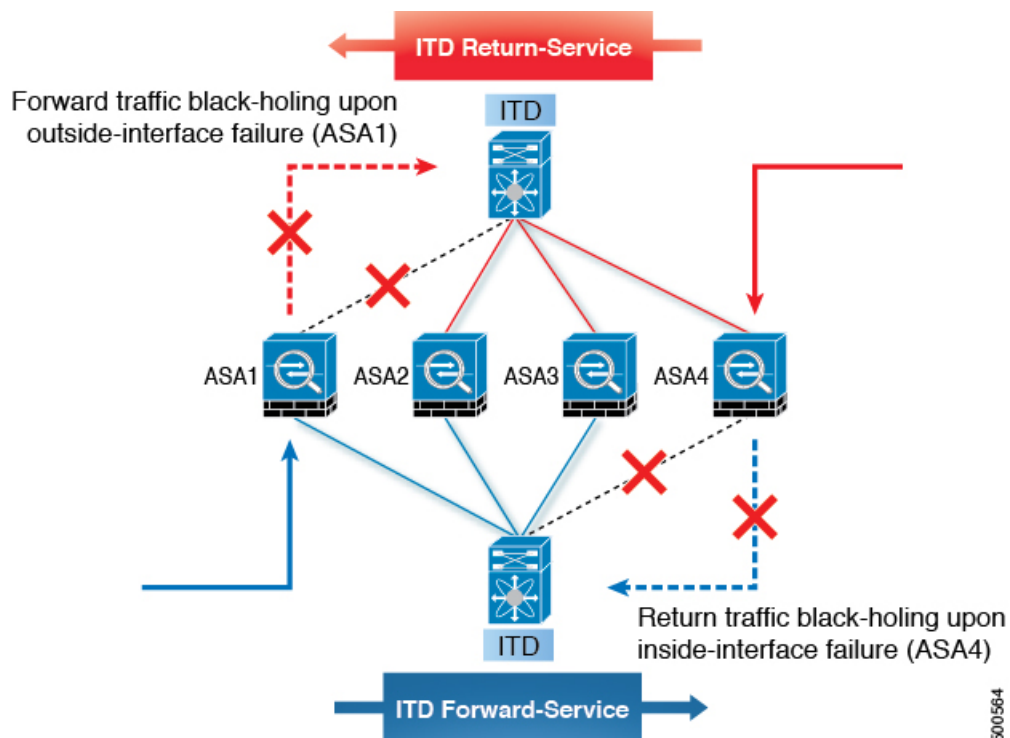 ITD Return-Service
Forward traffic black-holing upon
outside-interface failure (ASA1)
ITD
ASA1
ASA2
ASA3
ASA4
ITD
Return traffic black-holing upon
inside-interface failure (ASA4)
ITD Forward-Service
500564